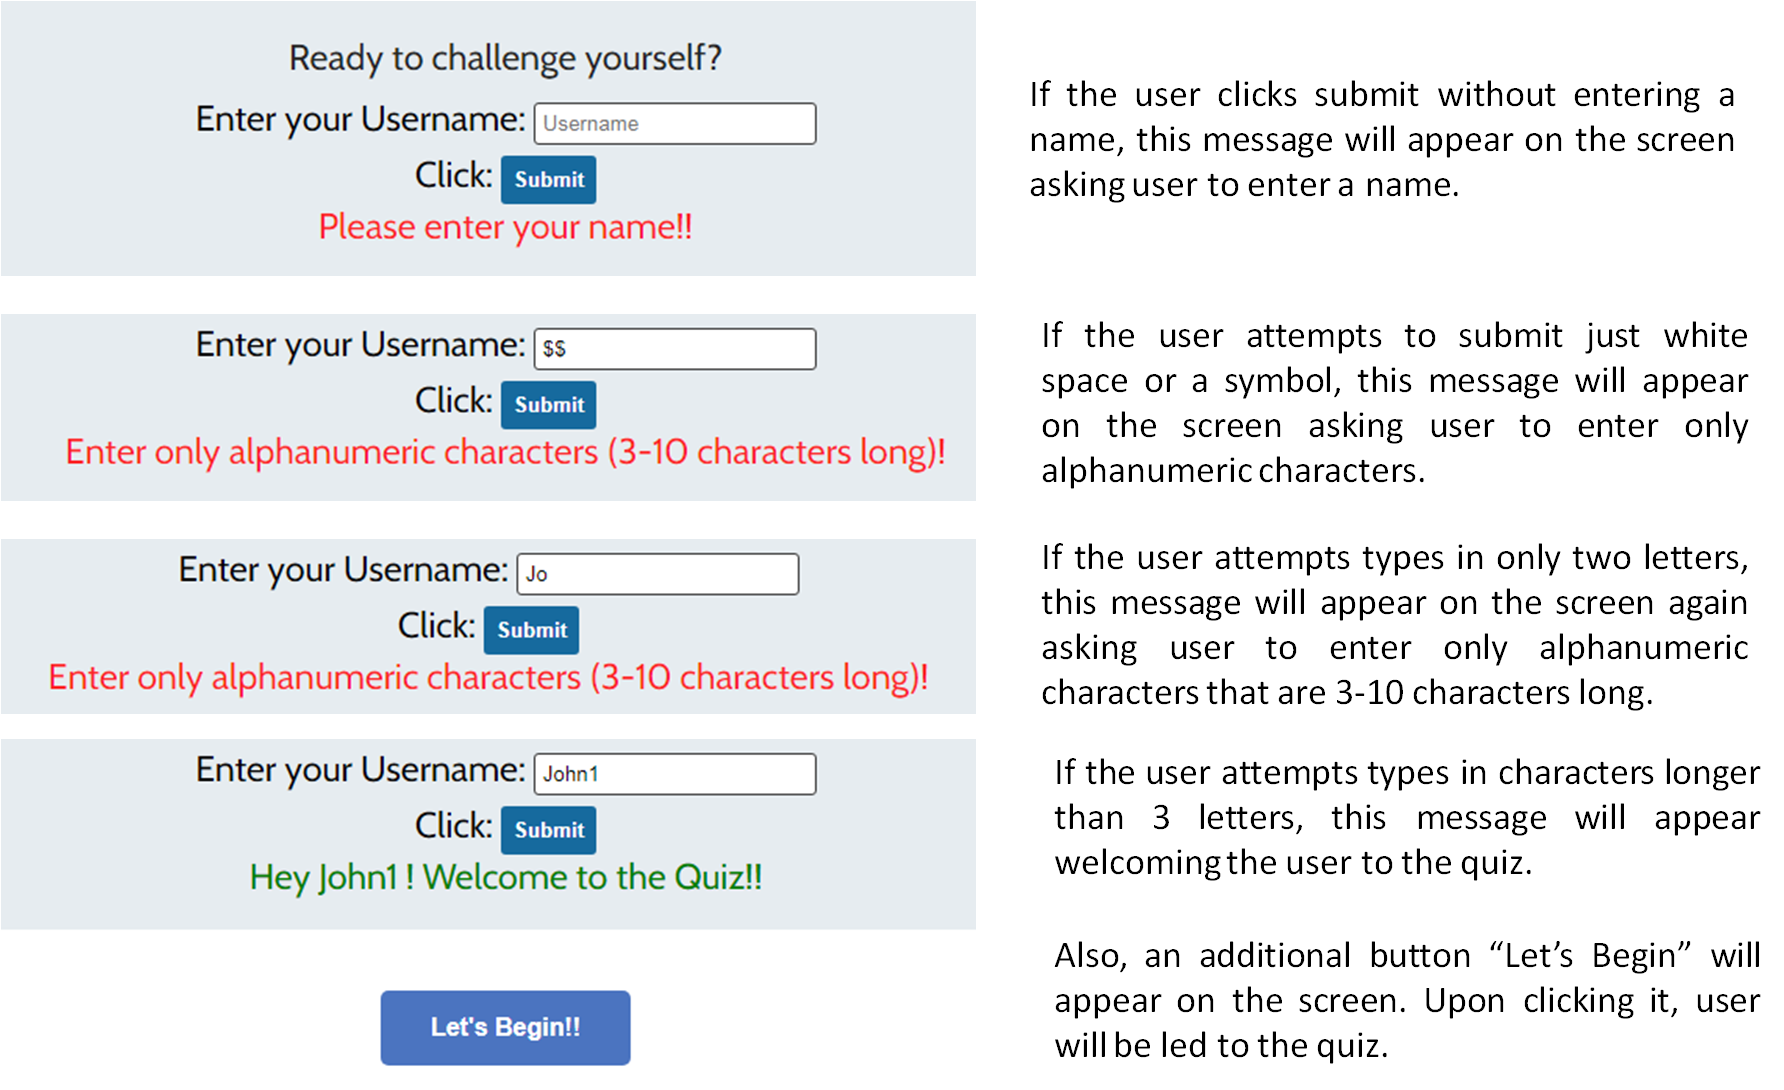 Ready to challenge yourself?
Enter your Username: Username
Click: Submit
Please enter your name!!
If the user clicks submit without entering a
name, this message will appear on the screen
asking user to enter a name.
Enter your Username: $$
Click: Submit
Enter only alphanumeric characters (3-10 characters long)!
If the user attempts to submit just white
space or a symbol, this message will appear
on the screen asking user to enter only
alphanumeric characters.
Enter your Username: Jo
Click: Submit
Enter only alphanumeric characters (3-10 characters long)!
If the user attempts types in only two letters,
this message will appear on the screen again
asking user to enter only alphanumeric
characters that are 3-10 characters long.
Enter your Username: John1
Click: Submit
Hey John1 ! Welcome to the Quiz!!
If the user attempts types in characters longer
than 3 letters, this message will appear
welcoming the user to the quiz.
Let's Begin!!
Also, an additional button “Let’s Begin” will
appear on the screen. Upon clicking it, user
will be led to the quiz.